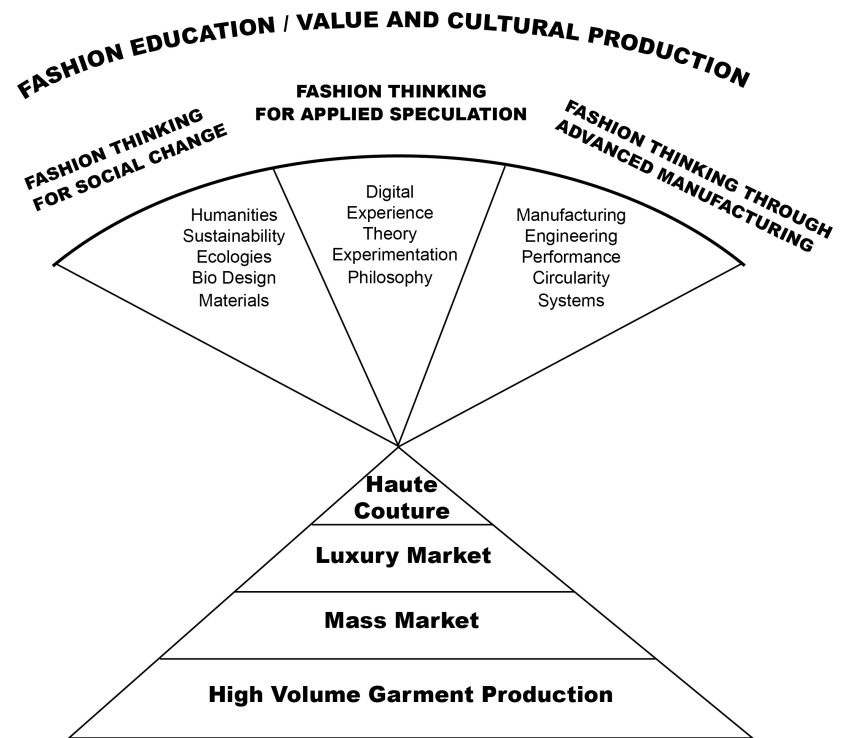 FASHION EDUCATION / VALUE AND CULTURAL PRODUCTION
FASHION THINKING
FOR SOCIAL CHANGE
FASHION THINKING
FOR APPLIED SPECULATION
FASHION THINKING THROUGH
ADVANCED MANUFACTURING
Humanities
Sustainability
Ecologies
Bio Design
Materials
Digital
Experience
Theory
Experimentation
Philosophy
Manufacturing
Engineering
Performance
Circularity
Systems
Haute
Couture
Luxury Market
Mass Market
High Volume Garment Production